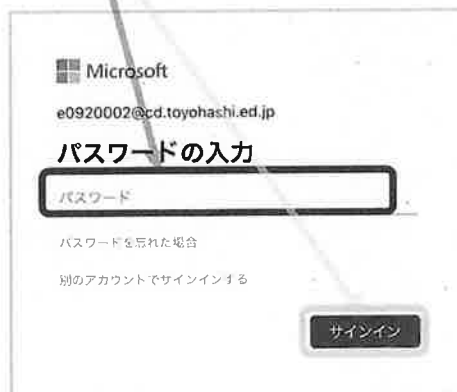 Microsoft
e0920002@cd.toyohashi.ed.jp
パスワードの入力
パスワード
パスワードを忘れた場合
別のアカウントでサインインする
サインイン